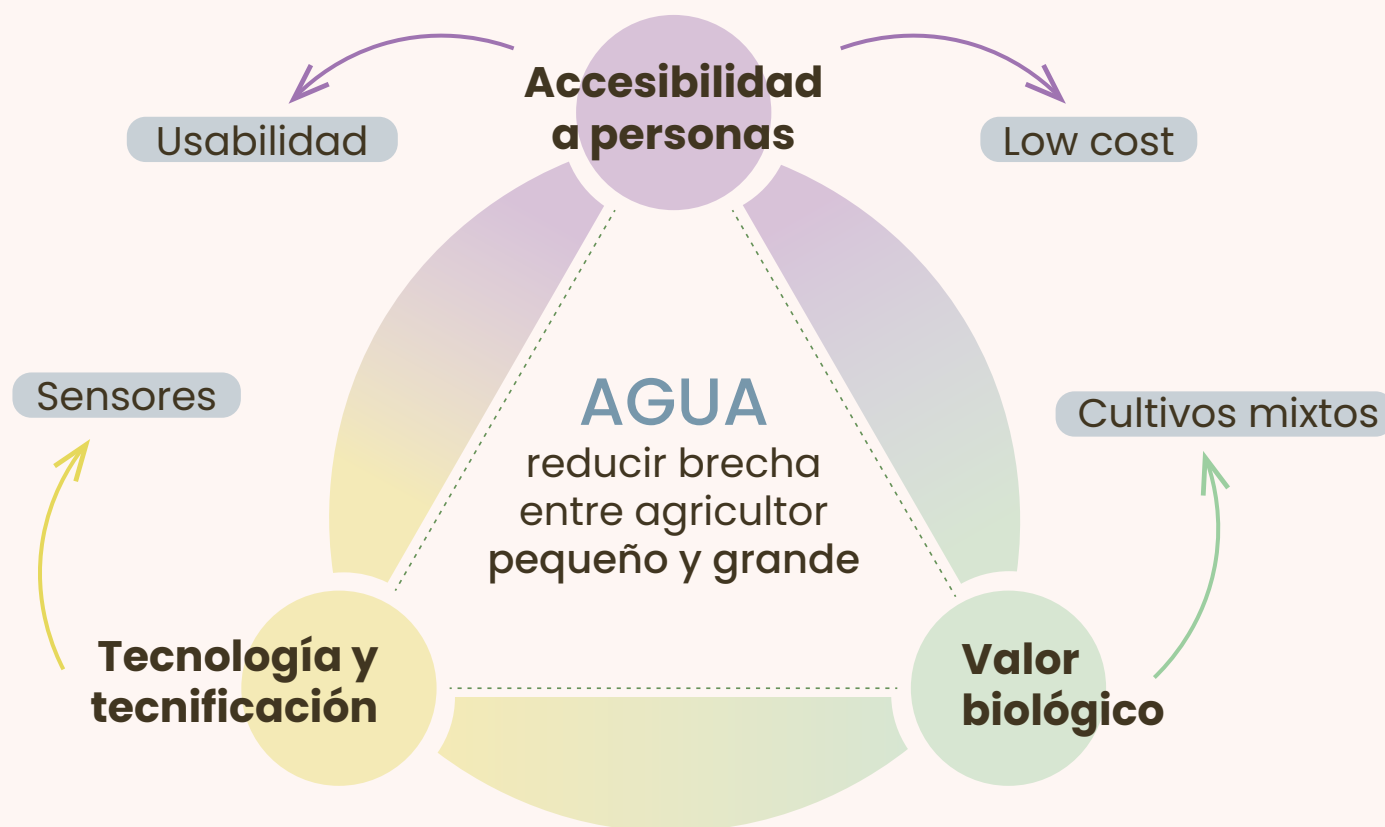 Accesibilidad
a personas
Usabilidad
Low cost
Sensores
Cultivos mixtos
AGUA
reducir brecha
entre agricultor
pequeño y grande
Tecnología y
tecnificación
Valor
biológico